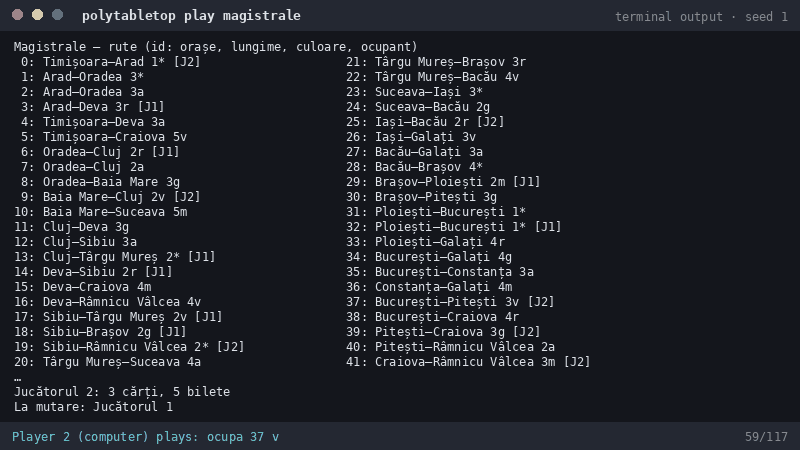 polytabletop play magistrale
terminal output · seed 1
Magistrale — rute (id: orașe, lungime, culoare, ocupant)
0: Timișoara—Arad 1* [J2]
1: Arad—Oradea 3*
2: Arad—Oradea 3a
3: Arad—Deva 3r [J1]
4: Timișoara—Deva 3a
5: Timișoara—Craiova 5v
6: Oradea—Cluj 2r [J1]
7: Oradea—Cluj 2a
8: Oradea—Baia Mare 3g
9: Baia Mare—Cluj 2v [J2]
10: Baia Mare—Suceava 5m
11: Cluj—Deva 3g
12: Cluj—Sibiu 3a
13: Cluj—Târgu Mureș 2* [J1]
14: Deva—Sibiu 2r [J1]
15: Deva—Craiova 4m
16: Deva—Râmnicu Vâlcea 4v
17: Sibiu—Târgu Mureș 2v [J1]
18: Sibiu—Brașov 2g [J1]
19: Sibiu—Râmnicu Vâlcea 2* [J2]
20: Târgu Mureș—Suceava 4a
21: Târgu Mureș—Brașov 3r
22: Târgu Mureș—Bacău 4v
23: Suceava—Iași 3*
24: Suceava—Bacău 2g
25: Iași—Bacău 2r [J2]
26: Iași—Galați 3v
27: Bacău—Galați 3a
28: Bacău—Brașov 4*
29: Brașov—Ploiești 2m [J1]
30: Brașov—Pitești 3g
31: Ploiești—București 1*
32: Ploiești—București 1* [J1]
33: Ploiești—Galați 4r
34: București—Galați 4g
35: București—Constanța 3a
36: Constanța—Galați 4m
37: București—Pitești 3v [J2]
38: București—Craiova 4r
39: Pitești—Craiova 3g [J2]
40: Pitești—Râmnicu Vâlcea 2a
41: Craiova—Râmnicu Vâlcea 3m [J2]
…
Jucătorul 2: 3 cărți, 5 bilete
La mutare: Jucătorul 1
Player 2 (computer) plays: ocupa 37 v
59/117